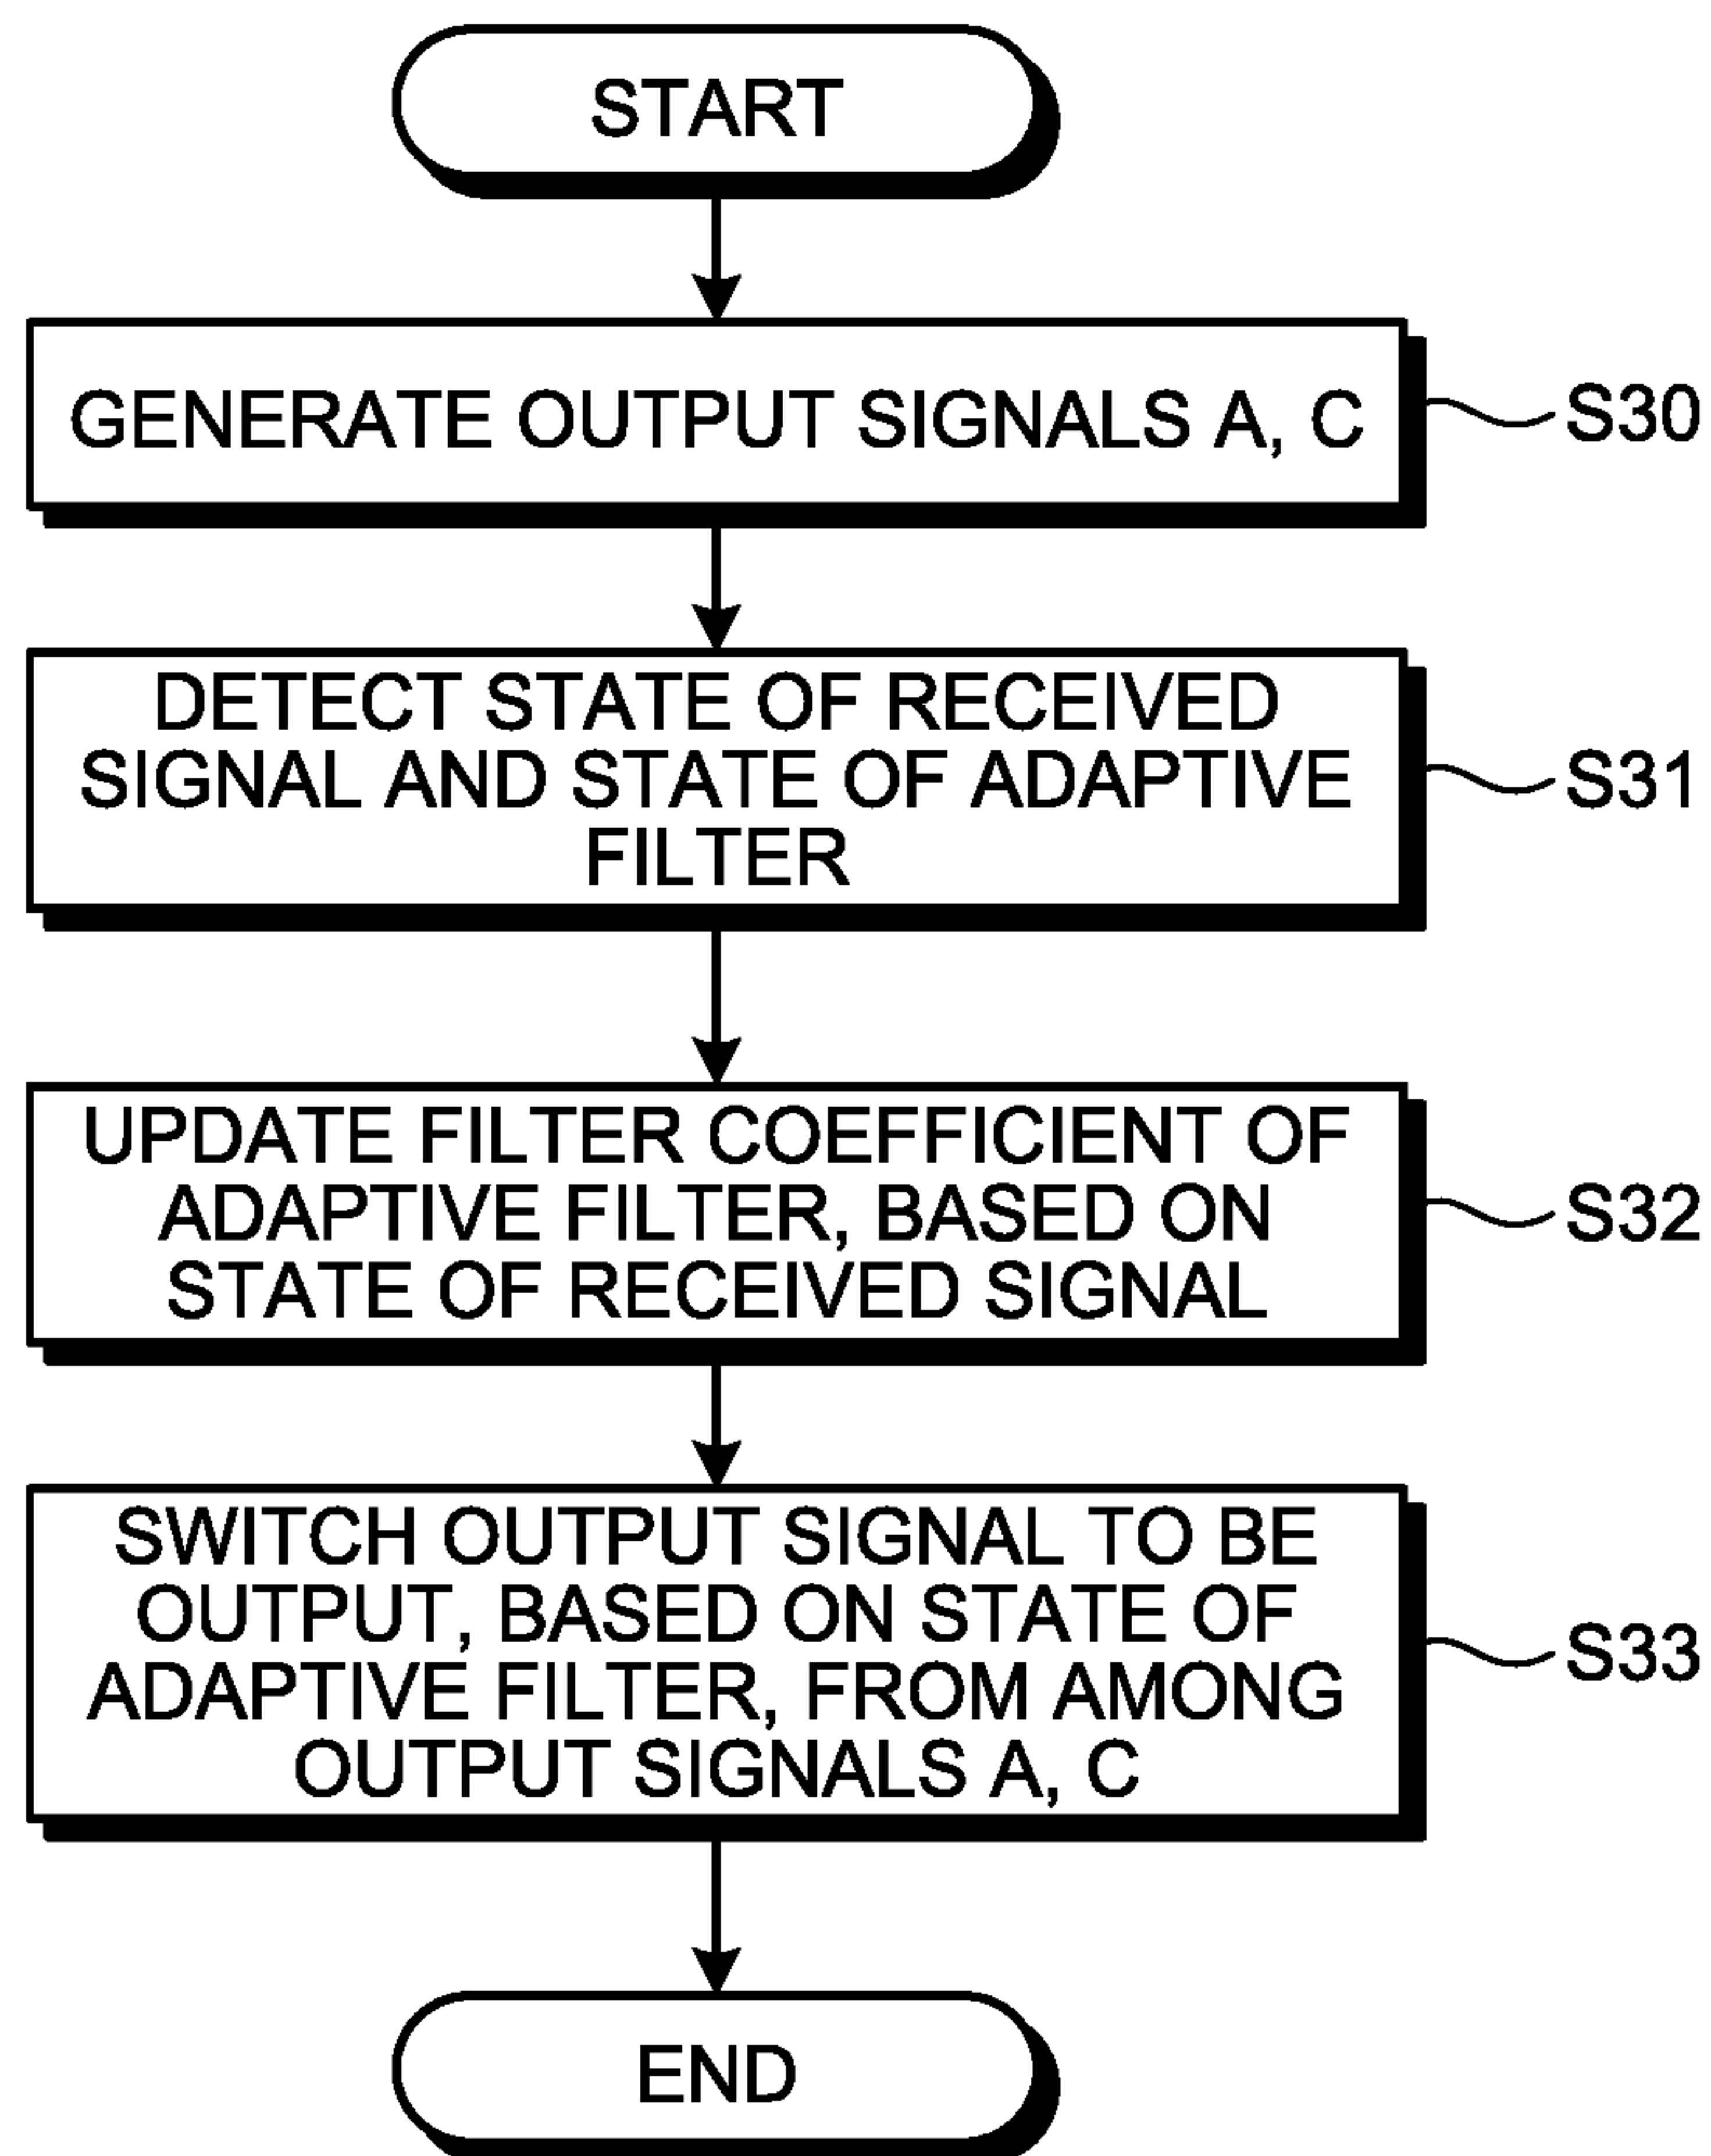 START
GENERATE OUTPUT SIGNALS A, C
S30
DETECT STATE OF RECEIVED
SIGNAL AND STATE OF ADAPTIVE
FILTER
S31
UPDATE FILTER COEFFICIENT OF
ADAPTIVE FILTER, BASED ON
STATE OF RECEIVED SIGNAL
S32
SWITCH OUTPUT SIGNAL TO BE
OUTPUT, BASED ON STATE OF
ADAPTIVE FILTER, FROM AMONG
OUTPUT SIGNALS A, C
S33
END